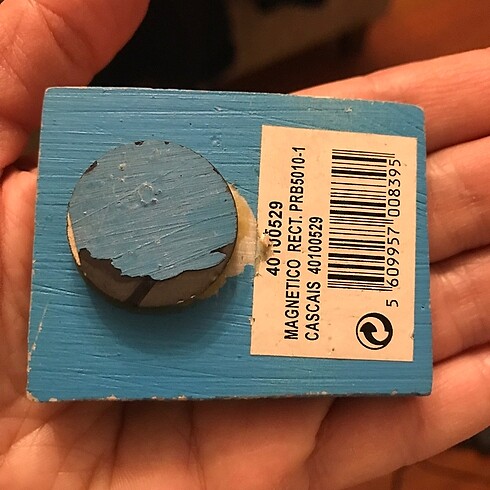 40100529
MAGNETICO RECT. PRB5010-1
CASCAIS 40100529
5 609957 008395